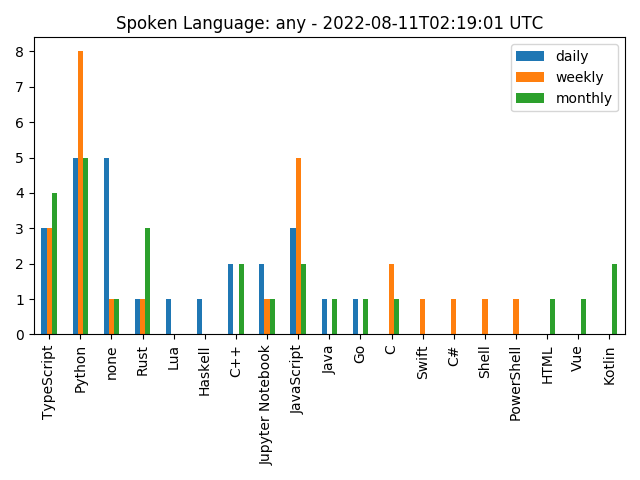 Spoken Language: any - 2022-08-11T02:19:01 UTC
daily
weekly
monthly
8
7
6
5
4
3
2
1
0
TypeScript
Python
none
Rust
Lua
Haskell
C++
Jupyter Notebook
JavaScript
Java
Go
C
Swift
C#
Shell
PowerShell
HTML
Vue
Kotlin